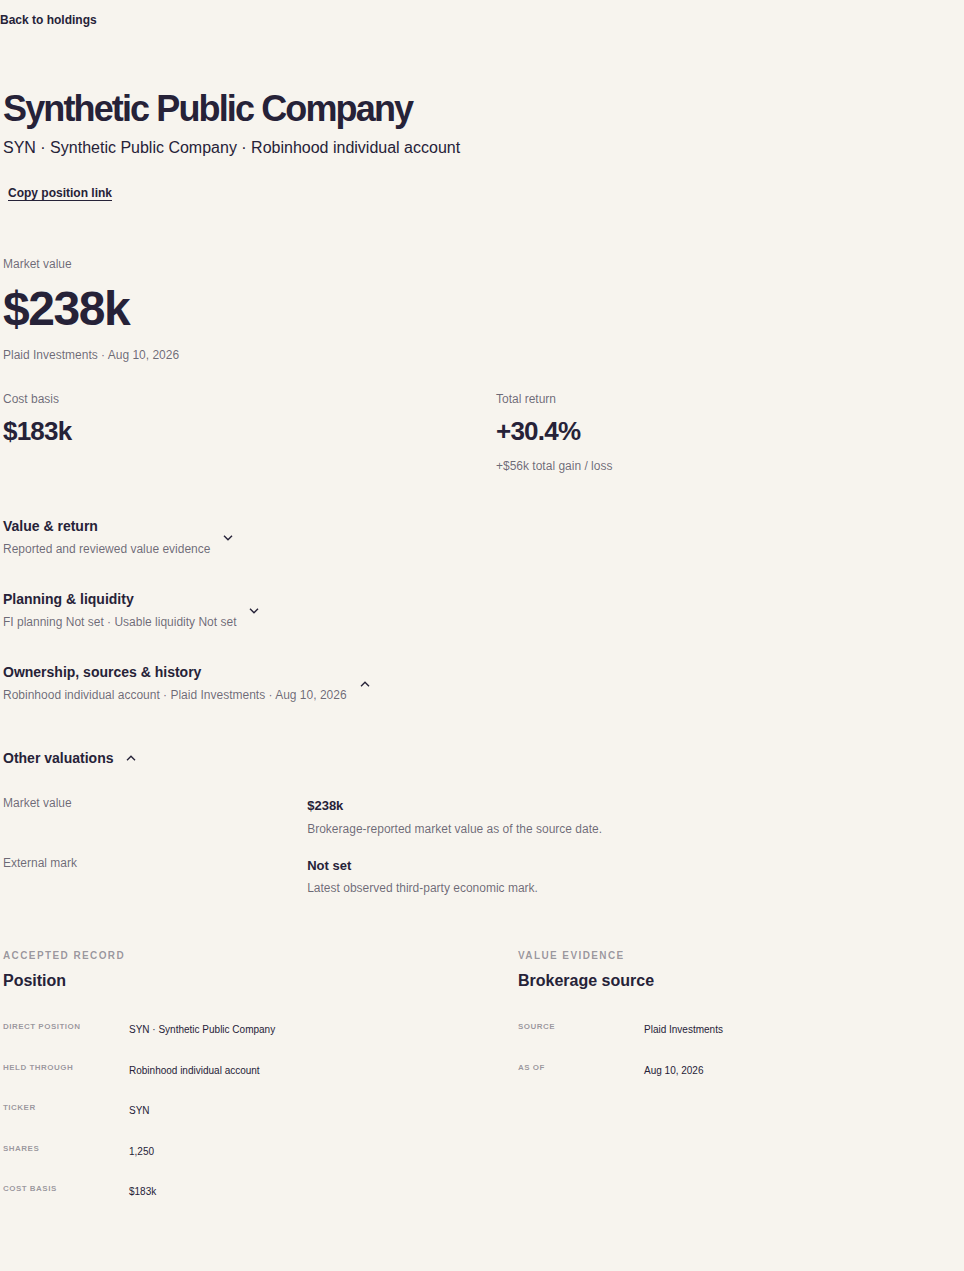 Back to holdings
Synthetic Public Company
SYN · Synthetic Public Company · Robinhood individual account
Copy position link
Market value
$238k
Plaid Investments · Aug 10, 2026
Cost basis
Total return
$183k
+30.4%
+$56k total gain / loss
Value & return
Reported and reviewed value evidence
Planning & liquidity
FI planning Not set · Usable liquidity Not set
Ownership, sources & history
Robinhood individual account · Plaid Investments · Aug 10, 2026
Other valuations
Market value
$238k
Brokerage-reported market value as of the source date.
External mark
Not set
Latest observed third-party economic mark.
ACCEPTED RECORD
Position
DIRECT POSITION
SYN · Synthetic Public Company
HELD THROUGH
Robinhood individual account
TICKER
SYN
SHARES
1,250
COST BASIS
$183k
VALUE EVIDENCE
Brokerage source
SOURCE
Plaid Investments
AS OF
Aug 10, 2026